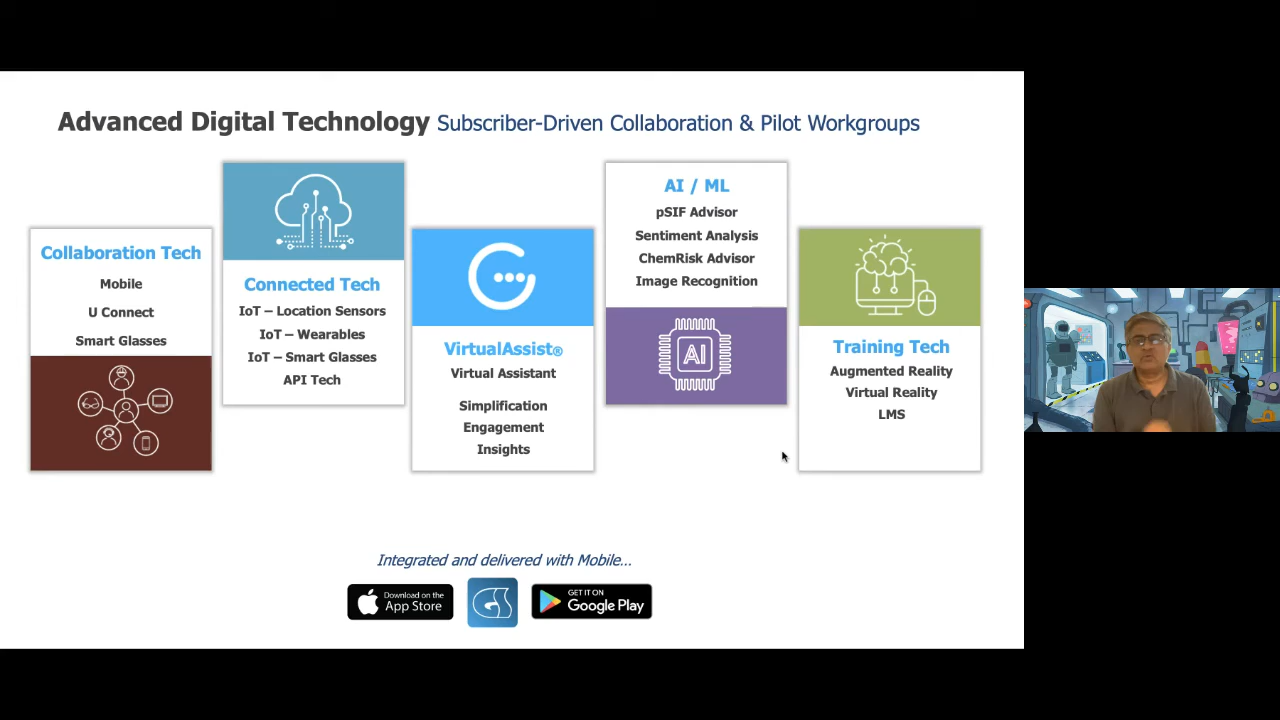 Advanced Digital Technology Subscriber-Driven Collaboration & Pilot Workgroups
Collaboration Tech
Mobile
U Connect
Smart Glasses
Connected Tech
IoT – Location Sensors
IoT – Wearables
IoT – Smart Glasses
API Tech
VirtualAssist®
Virtual Assistant
Simplification
Engagement
Insights
AI / ML
pSIF Advisor
Sentiment Analysis
ChemRisk Advisor
Image Recognition
AI
Training Tech
Augmented Reality
Virtual Reality
LMS
Integrated and delivered with Mobile...
Download on the
App Store
GS
GET IT ON
Google Play